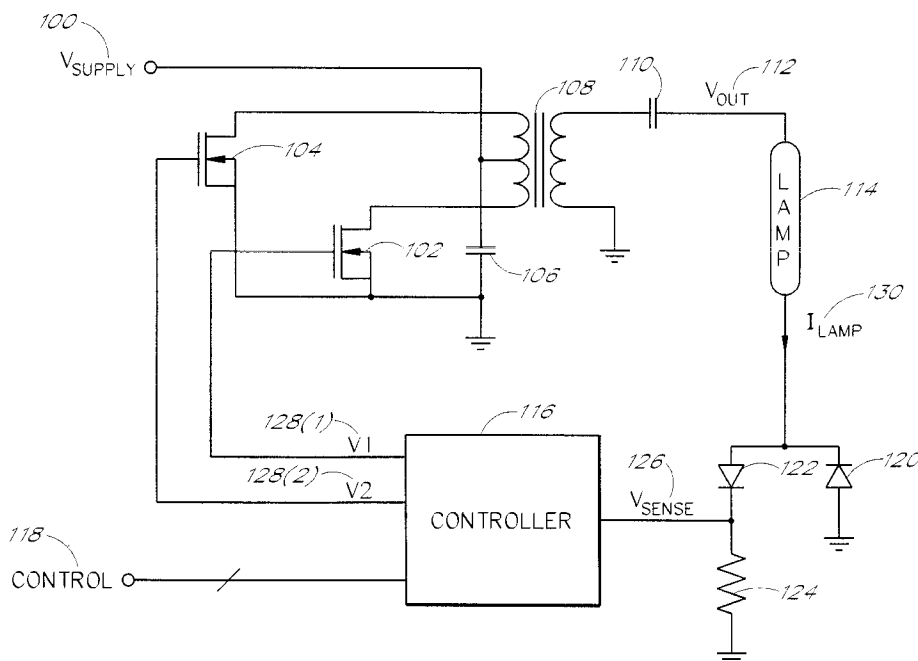 100
V_SUPPLY
104
102
106
108
110
V_OUT 112
LAMP
114
I_LAMP 130
128(1)
V1
128(2)
V2
116
CONTROLLER
126
V_SENSE
122
120
124
118
CONTROL